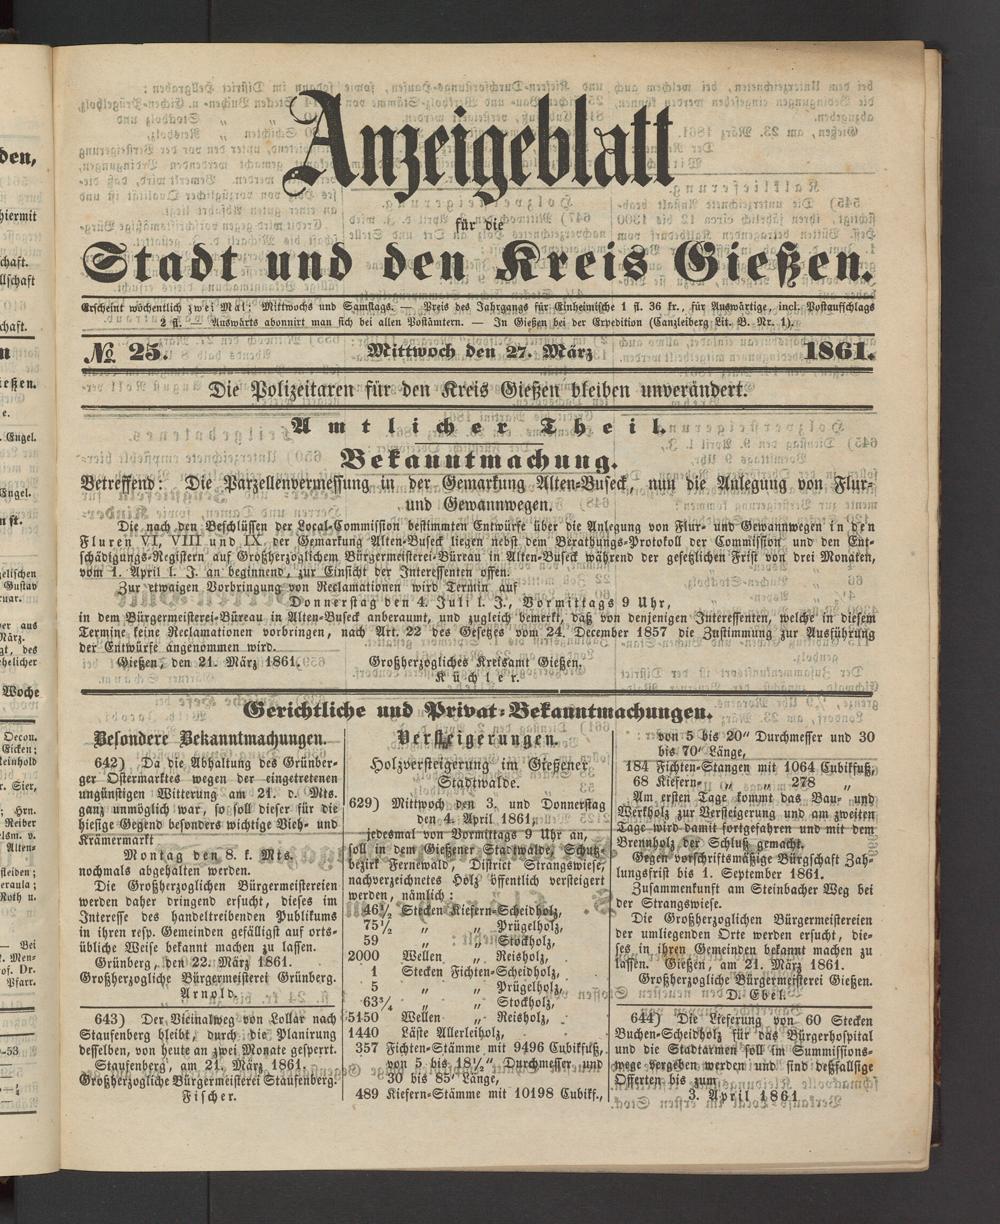 Anzeigeblatt
für die
Stadt und den Kreis Gießen.
Erscheint wöchentlich zwei Mal: Mittwochs und Samstags. — Preis des Jahrgangs für Einheimische 1 fl. 36 kr., für Auswärtige, incl. Postaufschlags
2 fl. — Auswärts abonnirt man sich bei allen Postämtern. — In Gießen bei der Expedition (Canzleiberg Lit. B. Nr. 1).
№ 25. Mittwoch den 27. März 1861.
Die Polizeitaxen für den Kreis Gießen bleiben unverändert.
Amtlicher Theil.
Bekanntmachung.
Betreffend: Die Parzellenvermessung in der Gemarkung Alten-Buseck, nun die Anlegung von Flur-
und Gewannwegen.
Die nach den Beschlüssen der Local-Commission bestimmten Entwürfe über die Anlegung von Flur- und Gewannwegen in den
Fluren VI, VIII und IX. der Gemarkung Alten-Buseck liegen nebst dem Berathungs-Protokoll der Commission und den Ent-
schädigungs-Registern auf Großherzoglichem Bürgermeisterei-Büreau in Alten-Buseck während der gesetzlichen Frist von drei Monaten,
vom 1. April l. J. an beginnend, zur Einsicht der Interessenten offen.
Zur etwaigen Vorbringung von Reclamationen wird Termin auf
Donnerstag den 4. Juli l. J., Vormittags 9 Uhr,
in dem Bürgermeisterei-Büreau in Alten-Buseck anberaumt, und zugleich bemerkt, daß von denjenigen Interessenten, welche in diesem
Termine keine Reclamationen vorbringen, nach Art. 22 des Gesetzes vom 24. December 1857 die Zustimmung zur Ausführung
der Entwürfe angenommen wird.
Gießen, den 21. März 1861. Großherzogliches Kreisamt Gießen.
Küchler.
Gerichtliche und Privat-Bekanntmachungen.
Besondere Bekanntmachungen.
642) Da die Abhaltung des Grünber-
ger Ostermarktes wegen der eingetretenen
ungünstigen Witterung am 21. d. Mts.
ganz unmöglich war, so soll dieser für die
hiesige Gegend besonders wichtige Vieh- und
Krämermarkt
Montag den 8. k. Mts.
nochmals abgehalten werden.
Die Großherzoglichen Bürgermeistereien
werden daher dringend ersucht, dieses im
Interesse des handeltreibenden Publikums
in ihren resp. Gemeinden gefälligst auf orts-
übliche Weise bekannt machen zu lassen.
Grünberg, den 22. März 1861.
Großherzogliche Bürgermeisterei Grünberg.
Arnold.
643) Der Vicinalweg von Lollar nach
Staufenberg bleibt, durch die Planirung
desselben, von heute an zwei Monate gesperrt.
Staufenberg, am 21. März 1861.
Großherzogliche Bürgermeisterei Staufenberg.
Fischer.
Versteigerungen.
Holzversteigerung im Gießener
Stadtwalde.
629) Mittwoch den 3. und Donnerstag
den 4. April 1861,
jedesmal von Vormittags 9 Uhr an,
soll in dem Gießener Stadtwalde, Schutz-
bezirk Fernewald, District Strangswiese,
nachverzeichnetes Holz öffentlich versteigert
werden, nämlich:
46½ Stecken Kiefern-Scheidholz,
75½ „ „ Prügelholz,
59 „ „ Stockholz,
2000 Wellen „ Reisholz,
1 Stecken Fichten-Scheidholz,
5 „ „ Prügelholz,
63¾ „ „ Stockholz,
5150 Wellen „ Reisholz,
1440 Läste Allerleiholz,
357 Fichten-Stämme mit 9496 Cubikfuß,
von 5 bis 18½" Durchmesser und
30 bis 85' Länge,
489 Kiefern-Stämme mit 10198 Cubikf.,
von 5 bis 20" Durchmesser und 30
bis 70' Länge,
184 Fichten-Stangen mit 1064 Cubikfuß,
68 Kiefern- „ „ 278 „
Am ersten Tage kommt das Bau- und
Werkholz zur Versteigerung und am zweiten
Tage wird damit fortgefahren und mit dem
Brennholz der Schluß gemacht.
Gegen vorschriftsmäßige Bürgschaft Zah-
lungsfrist bis 1. September 1861.
Zusammenkunft am Steinbacher Weg bei
der Strangswiese.
Die Großherzoglichen Bürgermeistereien
der umliegenden Orte werden ersucht, die-
ses in ihren Gemeinden bekannt machen zu
lassen. Gießen, am 21. März 1861.
Großherzogliche Bürgermeisterei Gießen.
D. Ebel.
644) Die Lieferung von 60 Stecken
Buchen-Scheidholz für das Bürgerhospital
und die Stadtarmen soll im Summissions-
wege vergeben werden und sind desfallsige
Offerten bis zum
3. April 1861